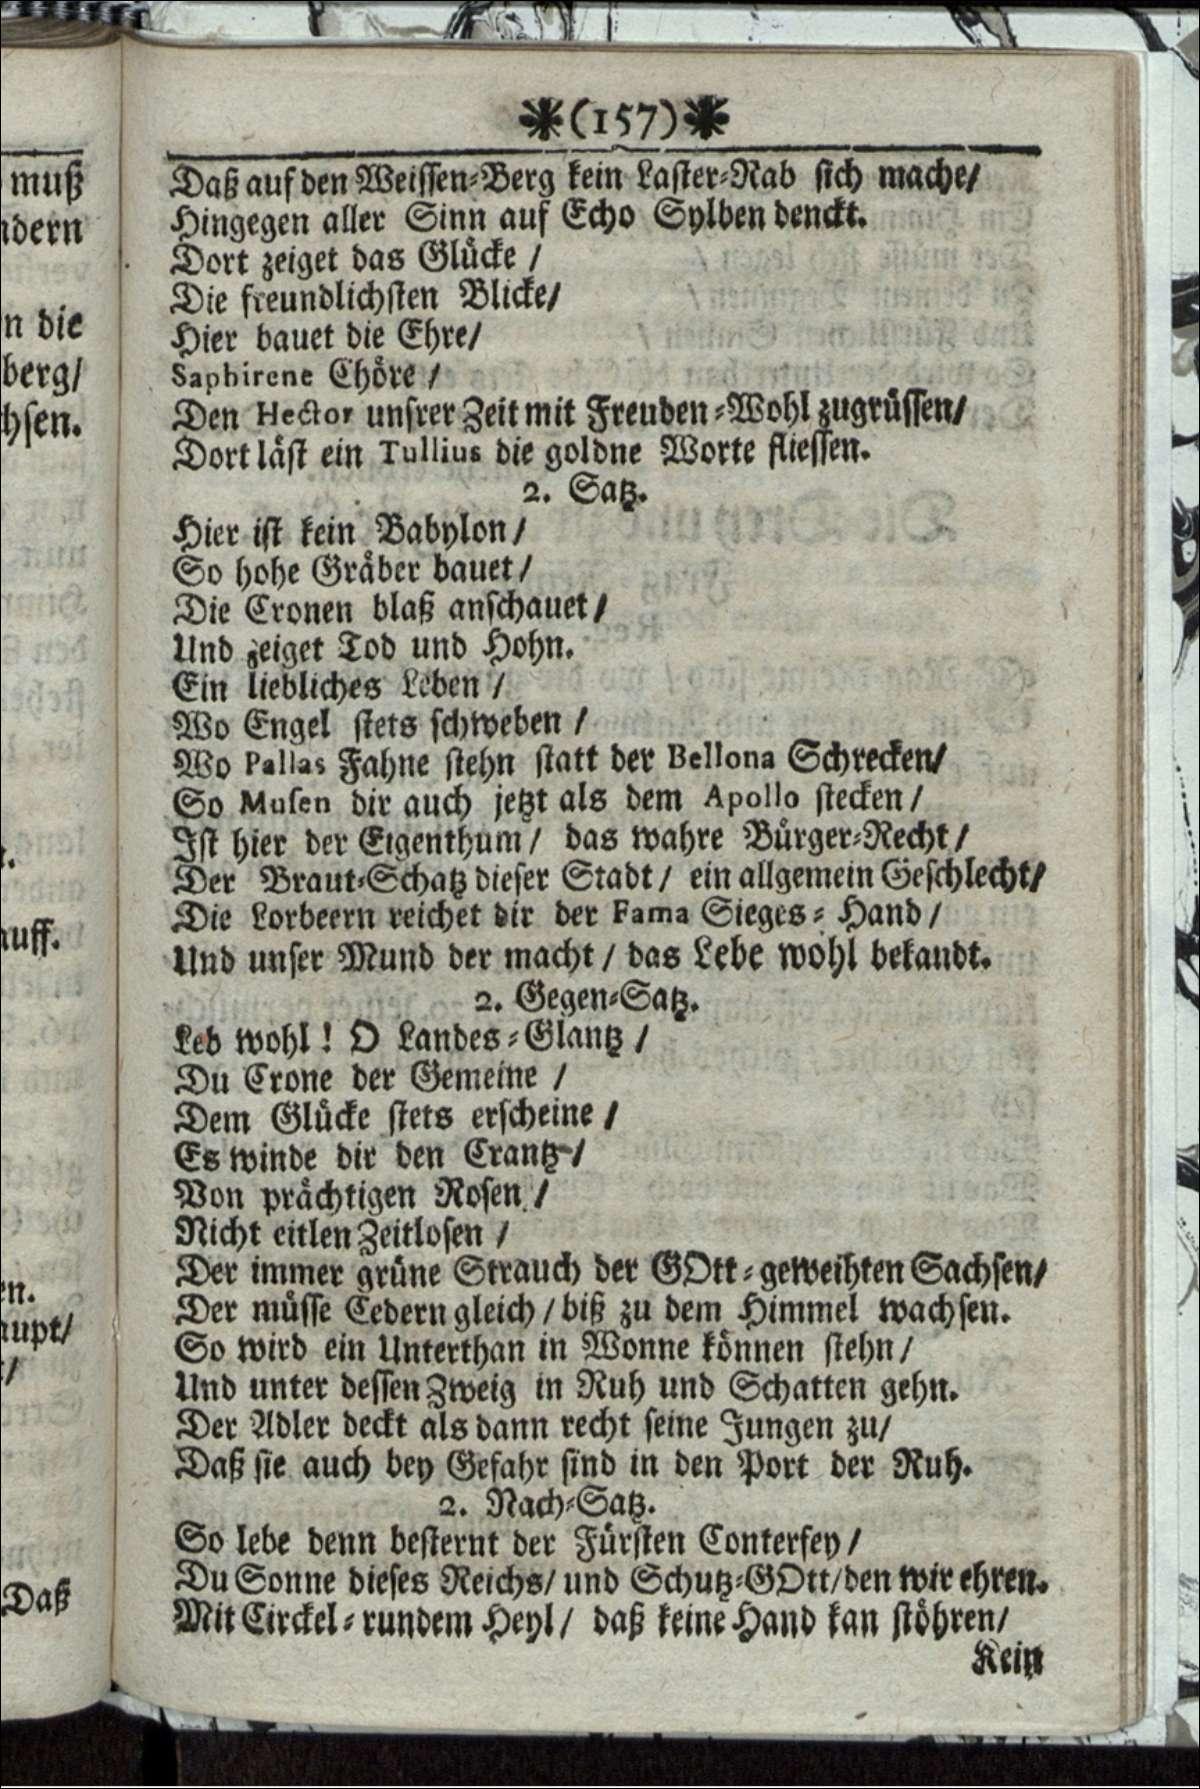 (157)
Daß auf den Weissen-Berg kein Laster-Rab sich mache/
Hingegen aller Sinn auf Echo Sylben denckt.
Dort zeiget das Glücke /
Die freundlichsten Blicke/
Hier bauet die Ehre/
Saphirene Chöre /
Den Hector unsrer Zeit mit Freuden-Wohl zugrüssen/
Dort läst ein Tullius die goldne Worte fliessen.
2. Satz.
Hier ist kein Babylon /
So hohe Gräber bauet /
Die Cronen blaß anschauet /
Und zeiget Tod und Hohn.
Ein liebliches Leben /
Wo Engel stets schweben /
Wo Pallas Fahne stehn statt der Bellona Schrecken/
So Musen dir auch jetzt als dem Apollo stecken /
Ist hier der Eigenthum / das wahre Bürger-Recht /
Der Braut-Schatz dieser Stadt / ein allgemein Geschlecht/
Die Lorbeern reichet dir der Fama Sieges-Hand /
Und unser Mund der macht / das Lebe wohl bekandt.
2. Gegen-Satz.
Leb wohl ! O Landes-Glantz /
Du Crone der Gemeine /
Dem Glücke stets erscheine /
Es winde dir den Crantz /
Von prächtigen Rosen /
Nicht eitlen Zeitlosen /
Der immer grüne Strauch der GOtt-geweihten Sachsen/
Der müsse Cedern gleich / biß zu dem Himmel wachsen.
So wird ein Unterthan in Wonne können stehn /
Und unter dessen Zweig in Ruh und Schatten gehn.
Der Adler deckt als dann recht seine Jungen zu/
Daß sie auch bey Gefahr sind in den Port der Ruh.
2. Nach-Satz.
So lebe denn besternt der Fürsten Conterfey /
Du Sonne dieses Reichs/ und Schutz-GOtt/den wir ehren.
Mit Circkel-rundem Heyl / daß keine Hand kan stöhren/
Kein
muß
ndern
n die
berg/
hsen.
auff.
en.
aupt/
Daß